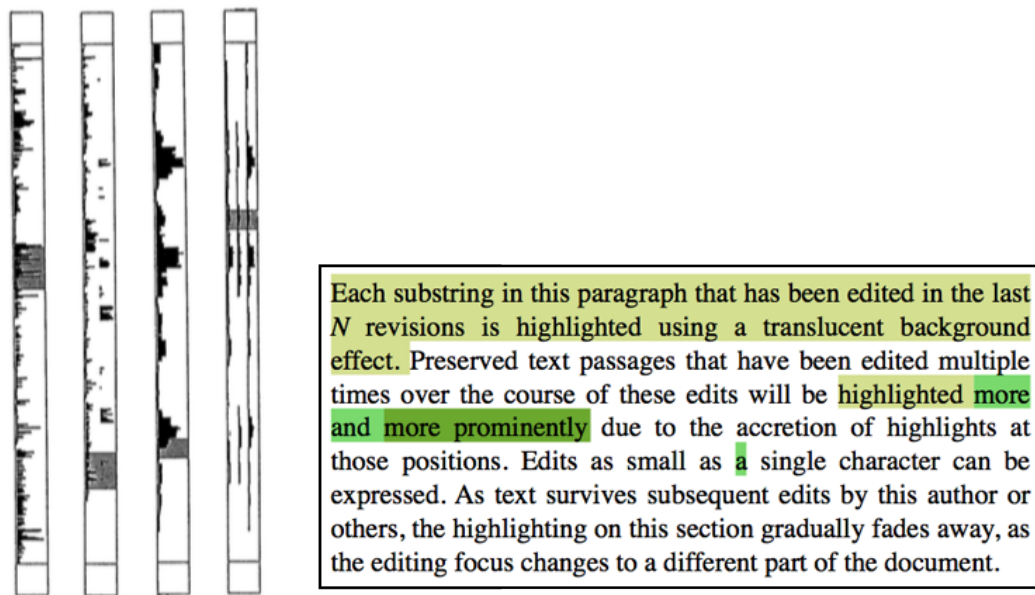 Each substring in this paragraph that has been edited in the last
N revisions is highlighted using a translucent background
effect. Preserved text passages that have been edited multiple
times over the course of these edits will be highlighted more
and more prominently due to the accretion of highlights at
those positions. Edits as small as a single character can be
expressed. As text survives subsequent edits by this author or
others, the highlighting on this section gradually fades away, as
the editing focus changes to a different part of the document.